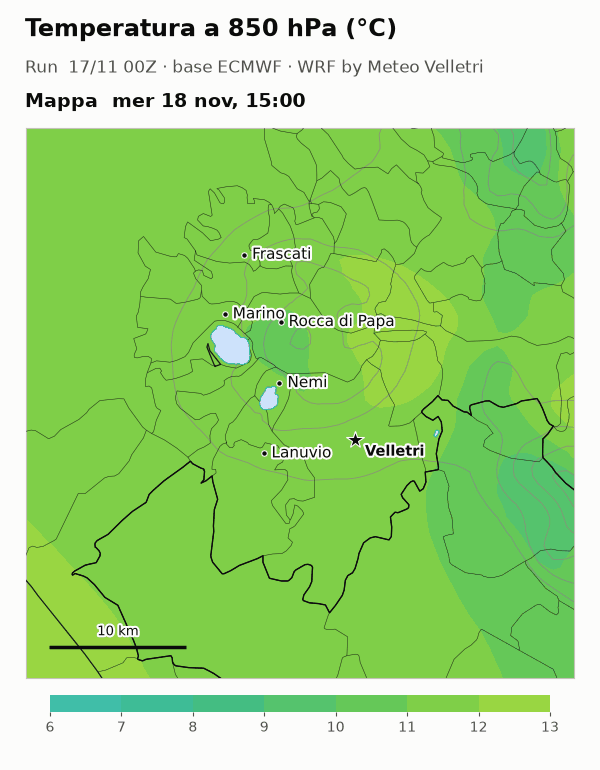 Temperatura a 850 hPa (°C)
Run  17/11 00Z · base ECMWF · WRF by Meteo Velletri
Mappa  mer 18 nov, 15:00
Frascati
Marino
Rocca di Papa
Nemi
Velletri
Lanuvio
10 km
6 7 8 9 10 11 12 13